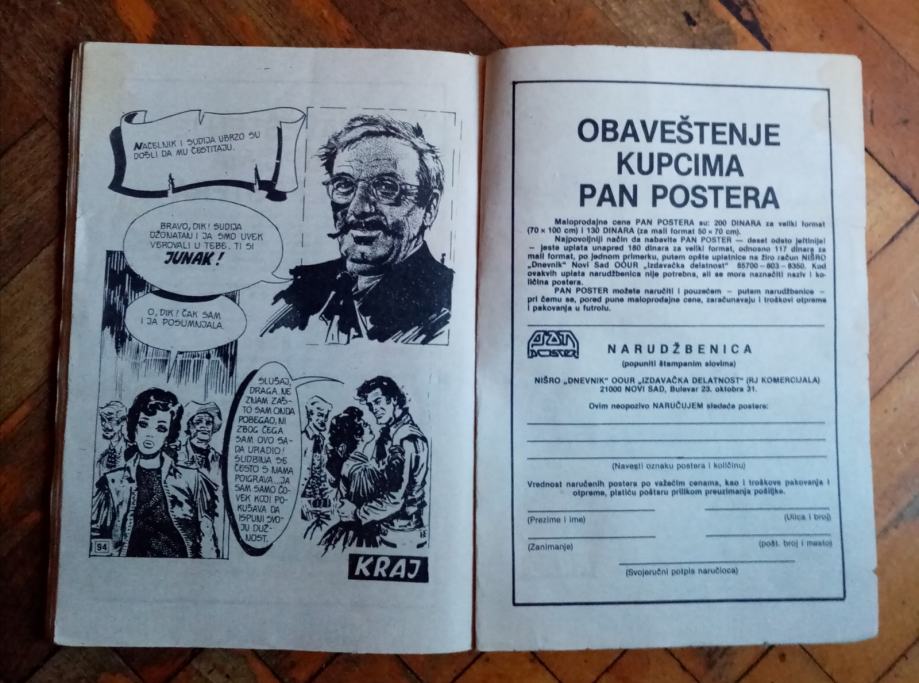 NAČELNIK I SUDIJA UBRZO SU
DOŠLI DA MU ČESTITAJU.
BRAVO, DIK! SUDIJA
DŽONATAN I JA SMO UVEK
VEROVALI U TEBE. TI SI
JUNAK!
O, DIK! ČAK SAM
I JA POSUMNJALA.
SLUŠAJ,
DRAGA. NE
ZNAM ZAŠ-
TO SAM ONDA
POBEGAO, NI
ZBOG ČEGA
SAM OVO SA-
DA URADIO!
SUDBINA SE
ČESTO S NAMA
POIGRAVA... JA
SAM SAMO ČO-
VEK KOJI PO-
KUŠAVA DA
ISPUNI SVO-
JU DUŽ-
NOST.
94
KRAJ
OBAVEŠTENJE
KUPCIMA
PAN POSTERA
Maloprodajne cene PAN POSTERA su: 200 DINARA za veliki format
(70 × 100 cm) i 130 DINARA (za mali format 50 × 70 cm).
Najpovoljniji način da nabavite PAN POSTER — deset odsto jeftinije!
— jeste uplata unapred 180 dinara za veliki format, odnosno 117 dinara za
mali format, po jednom primerku, putem opšte uplatnice na žiro račun NIŠRO
„Dnevnik“ Novi Sad OOUR „Izdavačka delatnost“ 65700-603-6350. Kod
ovakvih uplata narudžbenica nije potrebna, ali se mora naznačiti naziv i ko-
ličina postera.
PAN POSTER možete naručiti i pouzećem — putem narudžbenice —
pri čemu se, pored pune maloprodajne cene, zaračunavaju i troškovi otpreme
i pakovanja u futrolu.
PAN
POSTER
NARUDŽBENICA
(popuniti štampanim slovima)
NIŠRO „DNEVNIK“ OOUR „IZDAVAČKA DELATNOST“ (RJ KOMERCIJALA)
21000 NOVI SAD, Bulevar 23. oktobra 31.
Ovim neopozivo NARUČUJEM sledeće postere:
(Navesti oznaku postera i količinu)
Vrednost naručenih postera po važećim cenama, kao i troškove pakovanja i
otpreme, platiću poštaru prilikom preuzimanja pošiljke.
(Prezime i ime)
(Ulica i broj)
(Zanimanje)
(pošt. broj i mesto)
(Svojeručni potpis naručioca)